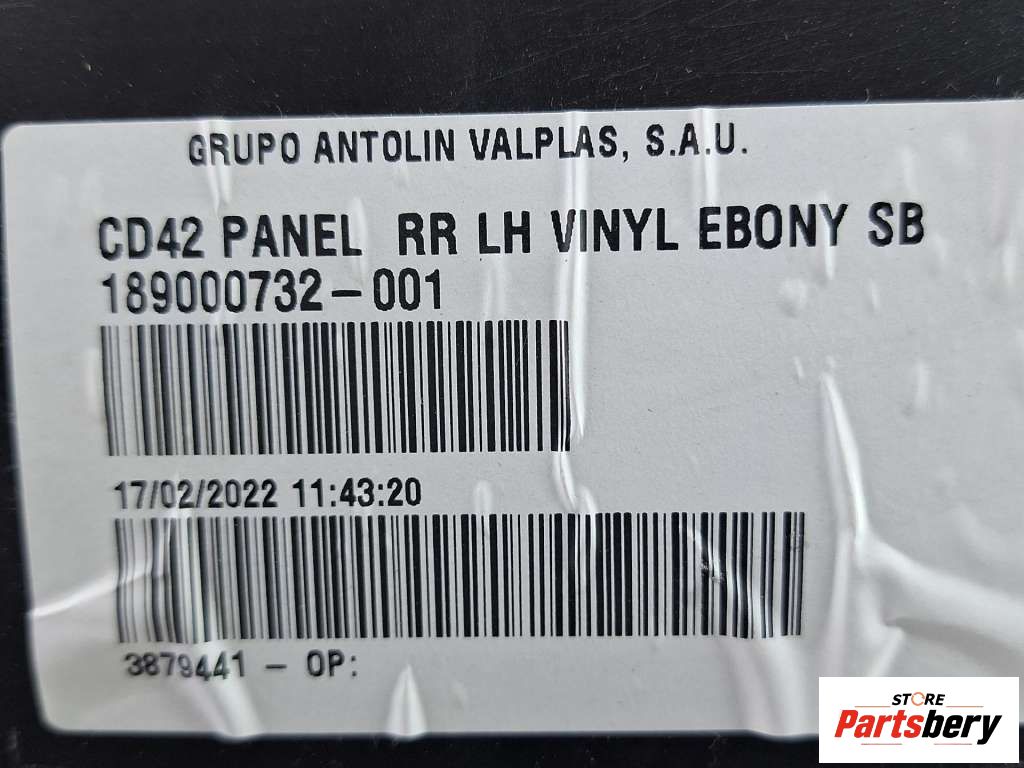 GRUPO ANTOLIN VALPLAS, S.A.U.
CD42 PANEL RR LH VINYL EBONY SB
189000732-001
17/02/2022 11:43:20
3879441 - OP:
STORE
Partsbery